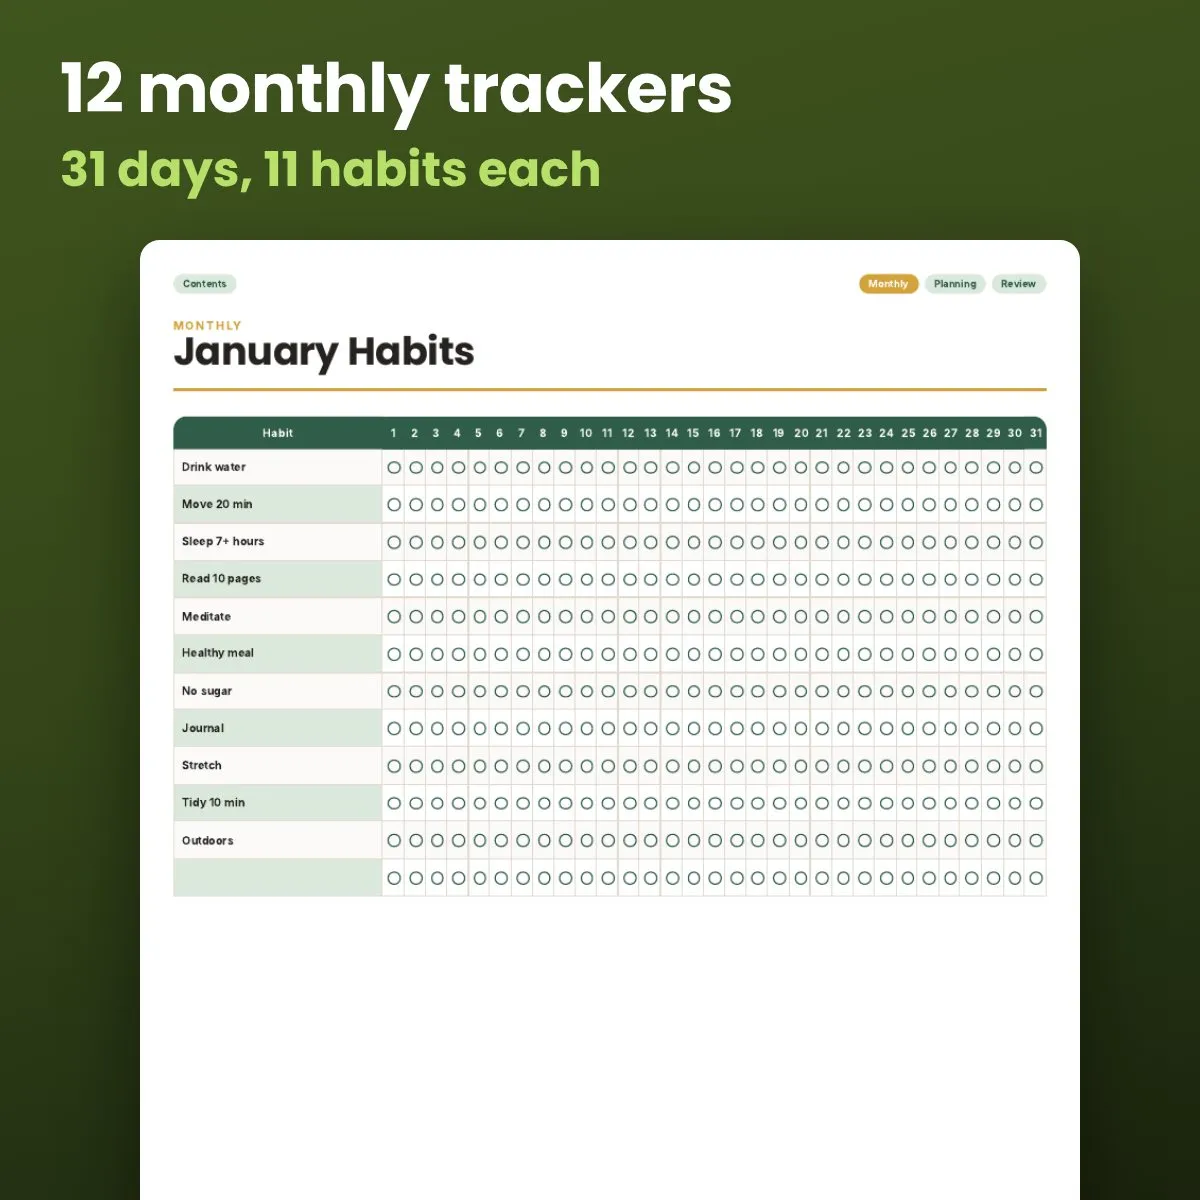 12 monthly trackers
31 days, 11 habits each
Contents Monthly Planning Review
MONTHLY
January Habits
Habit 1 2 3 4 5 6 7 8 9 10 11 12 13 14 15 16 17 18 19 20 21 22 23 24 25 26 27 28 29 30 31
Drink water
Move 20 min
Sleep 7+ hours
Read 10 pages
Meditate
Healthy meal
No sugar
Journal
Stretch
Tidy 10 min
Outdoors